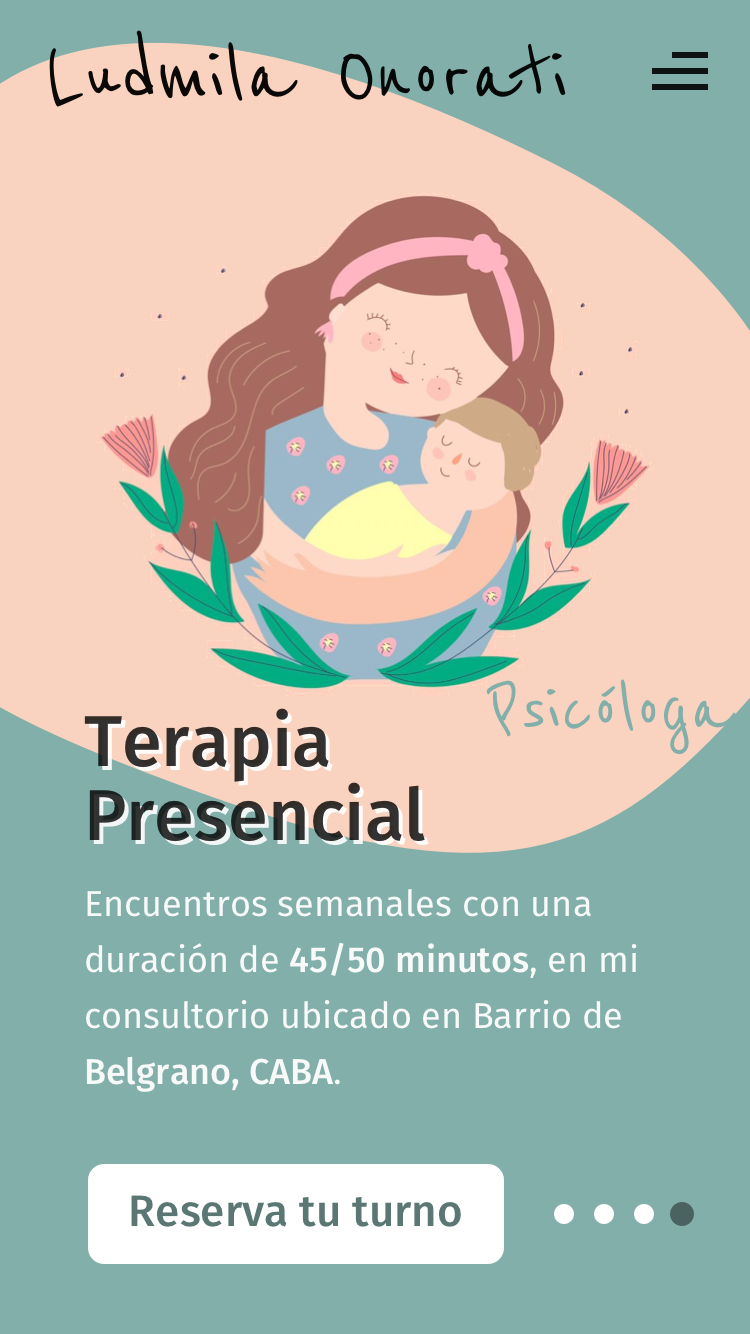 Ludmila Onorati
Psicóloga
Terapia
Presencial
Encuentros semanales con una
duración de 45/50 minutos, en mi
consultorio ubicado en Barrio de
Belgrano, CABA.
Reserva tu turno